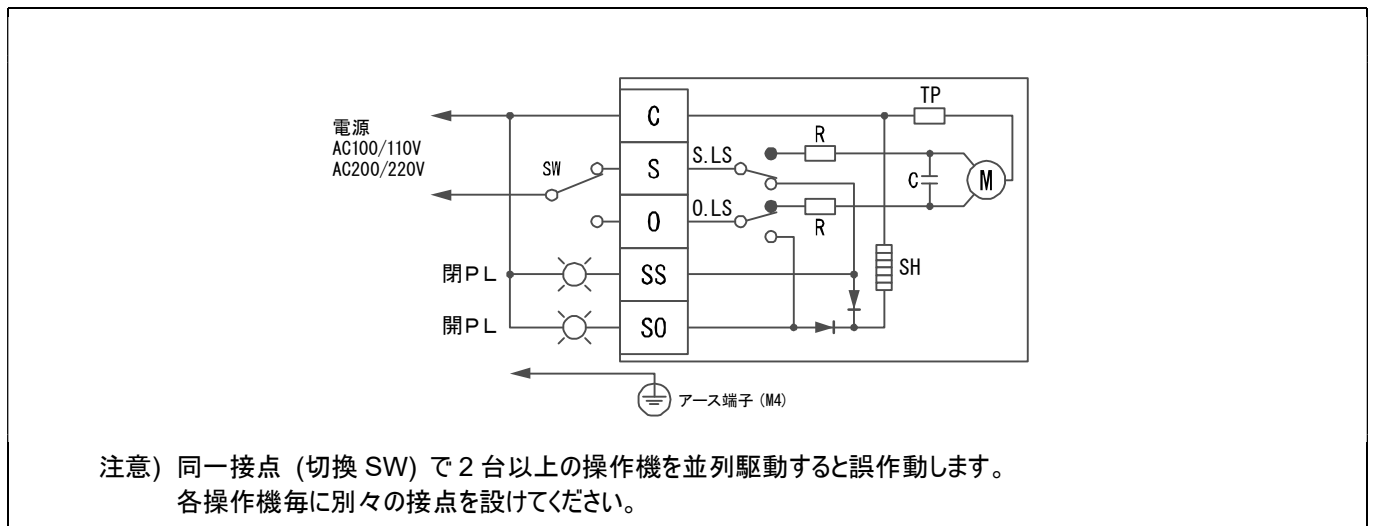 電源
AC100/110V
AC200/220V
SW
閉PL
開PL
C
S
O
SS
SO
S.LS
O.LS
R
R
TP
C
M
SH
アース端子 (M4)
注意) 同一接点 (切換 SW) で 2 台以上の操作機を並列駆動すると誤作動します。
各操作機毎に別々の接点を設けてください。